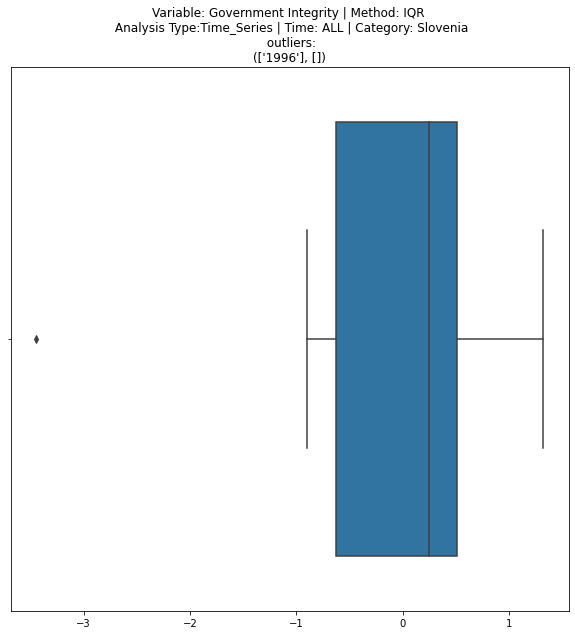 Variable: Government Integrity | Method: IQR
Analysis Type:Time_Series | Time: ALL | Category: Slovenia
outliers:
(['1996'], [])
−3 −2 −1 0 1